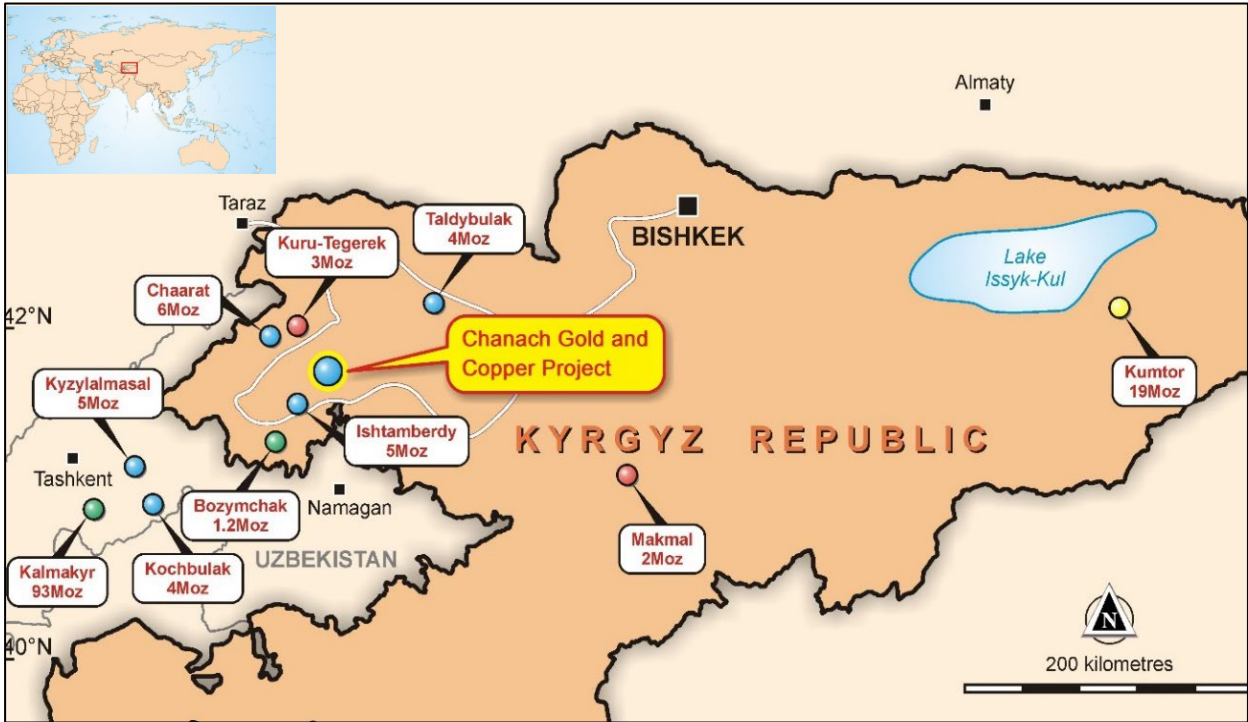 Almaty
Taraz
Kuru-Tegerek
3Moz
Taldybulak
4Moz
BISHKEK
Lake
Issyk-Kul
Chaarat
6Moz
42°N
Chanach Gold and
Copper Project
Kumtor
19Moz
Kyzylalmasal
5Moz
Ishtamberdy
5Moz
KYRGYZ REPUBLIC
Tashkent
Bozymchak
1.2Moz
Namagan
Makmal
2Moz
UZBEKISTAN
Kalmakyr
93Moz
Kochbulak
4Moz
N
40°N
200 kilometres